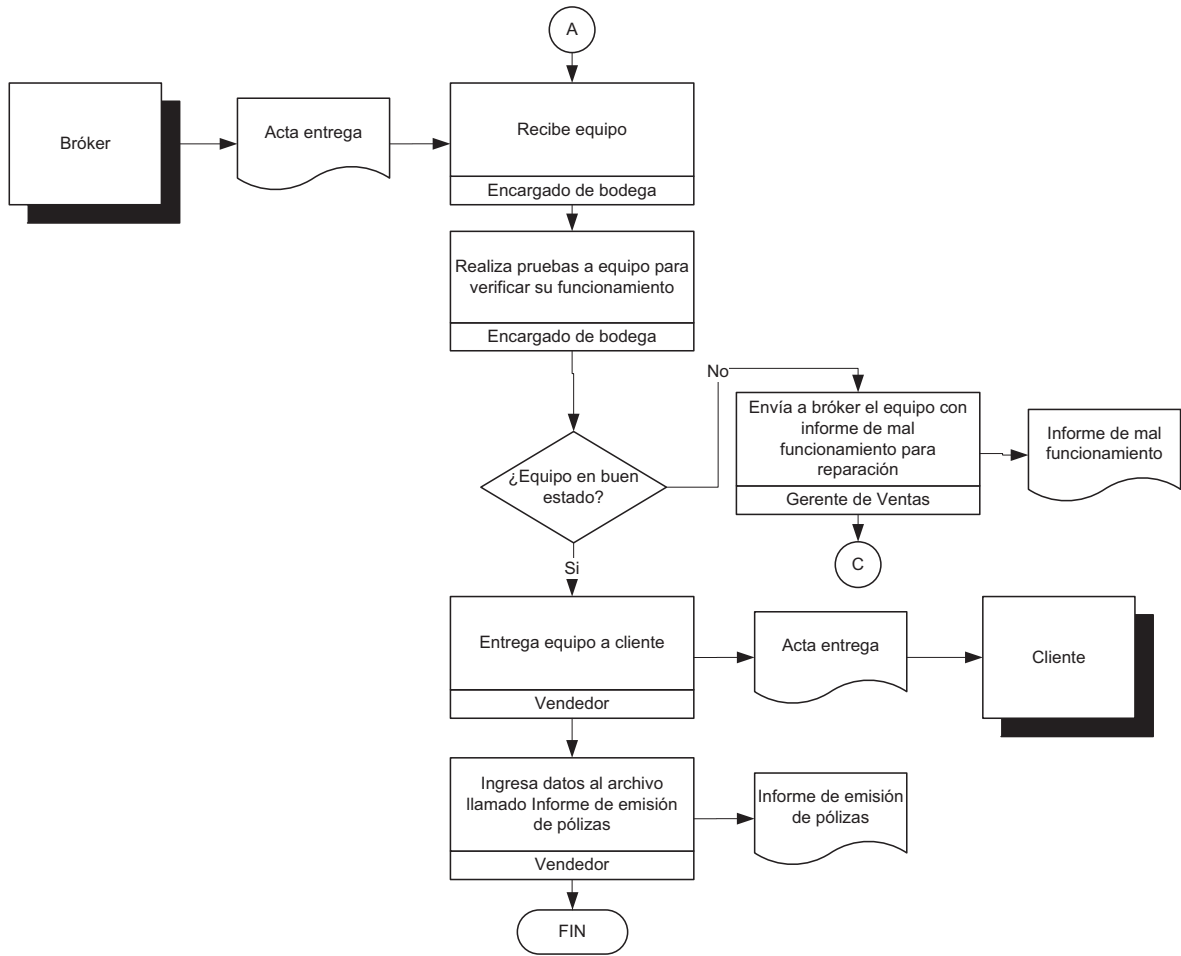 A
Bróker
Acta entrega
Recibe equipo
Encargado de bodega
Realiza pruebas a equipo para
verificar su funcionamiento
Encargado de bodega
No
Envía a bróker el equipo con
informe de mal
funcionamiento para
reparación
Gerente de Ventas
Informe de mal
funcionamiento
¿Equipo en buen
estado?
C
Si
Entrega equipo a cliente
Vendedor
Acta entrega
Cliente
Ingresa datos al archivo
llamado Informe de emisión
de pólizas
Vendedor
Informe de emisión
de pólizas
FIN